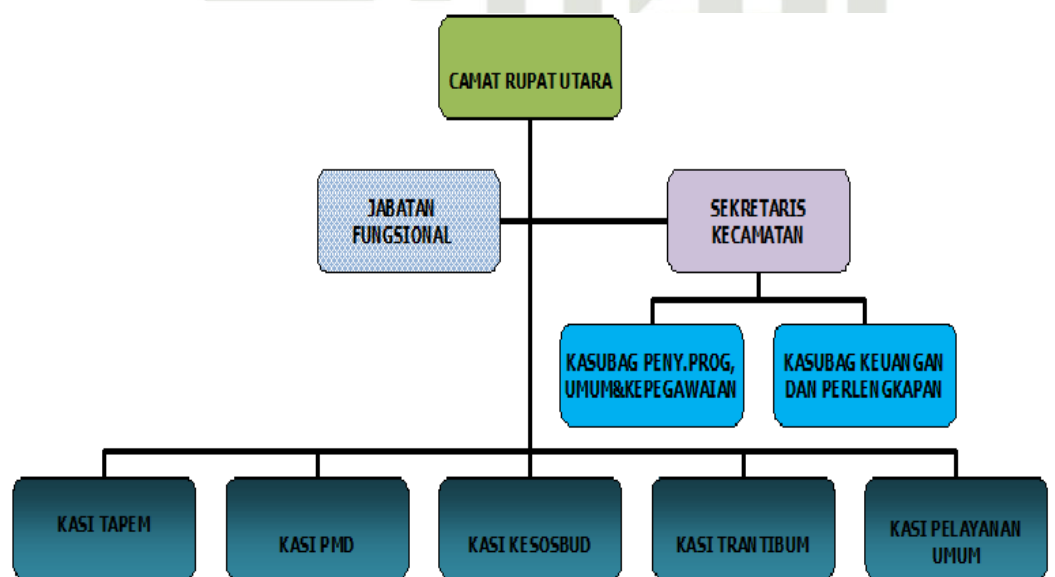 CAMAT RUPAT UTARA
JABATAN
FUNGSIONAL
SEKRETARIS
KECAMATAN
KASUBAG PENY.PROG,
UMUM&KEPEGAWAIAN
KASUBAG KEUANGAN
DAN PERLENGKAPAN
KASI TAPEM
KASI PMD
KASI KESOSBUD
KASI TRANTIBUM
KASI PELAYANAN
UMUM